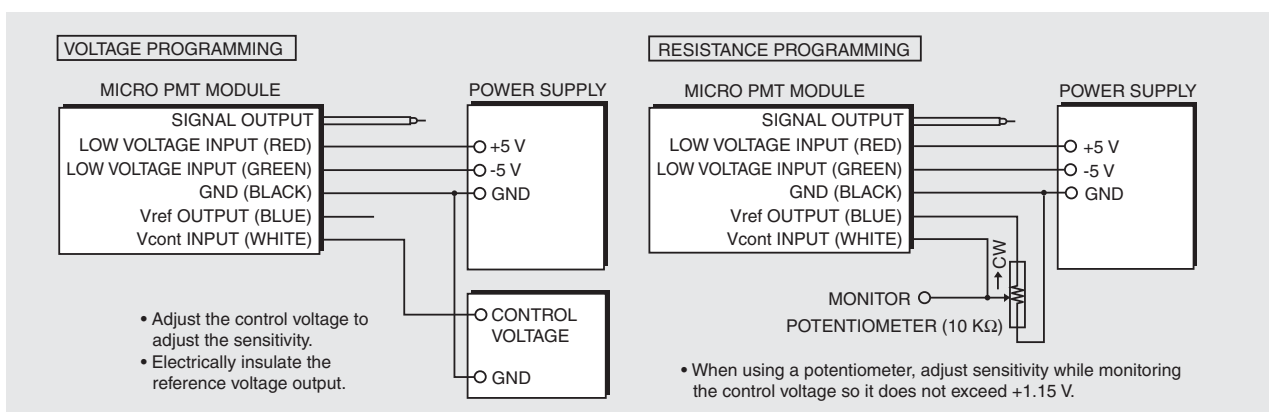 VOLTAGE PROGRAMMING
MICRO PMT MODULE
POWER SUPPLY
SIGNAL OUTPUT
LOW VOLTAGE INPUT (RED)
LOW VOLTAGE INPUT (GREEN)
GND (BLACK)
Vref OUTPUT (BLUE)
Vcont INPUT (WHITE)
+5 V
-5 V
GND
CONTROL
VOLTAGE
GND
• Adjust the control voltage to
adjust the sensitivity.
• Electrically insulate the
reference voltage output.
RESISTANCE PROGRAMMING
MICRO PMT MODULE
POWER SUPPLY
SIGNAL OUTPUT
LOW VOLTAGE INPUT (RED)
LOW VOLTAGE INPUT (GREEN)
GND (BLACK)
Vref OUTPUT (BLUE)
Vcont INPUT (WHITE)
+5 V
-5 V
GND
CW
MONITOR
POTENTIOMETER (10 KΩ)
• When using a potentiometer, adjust sensitivity while monitoring
the control voltage so it does not exceed +1.15 V.